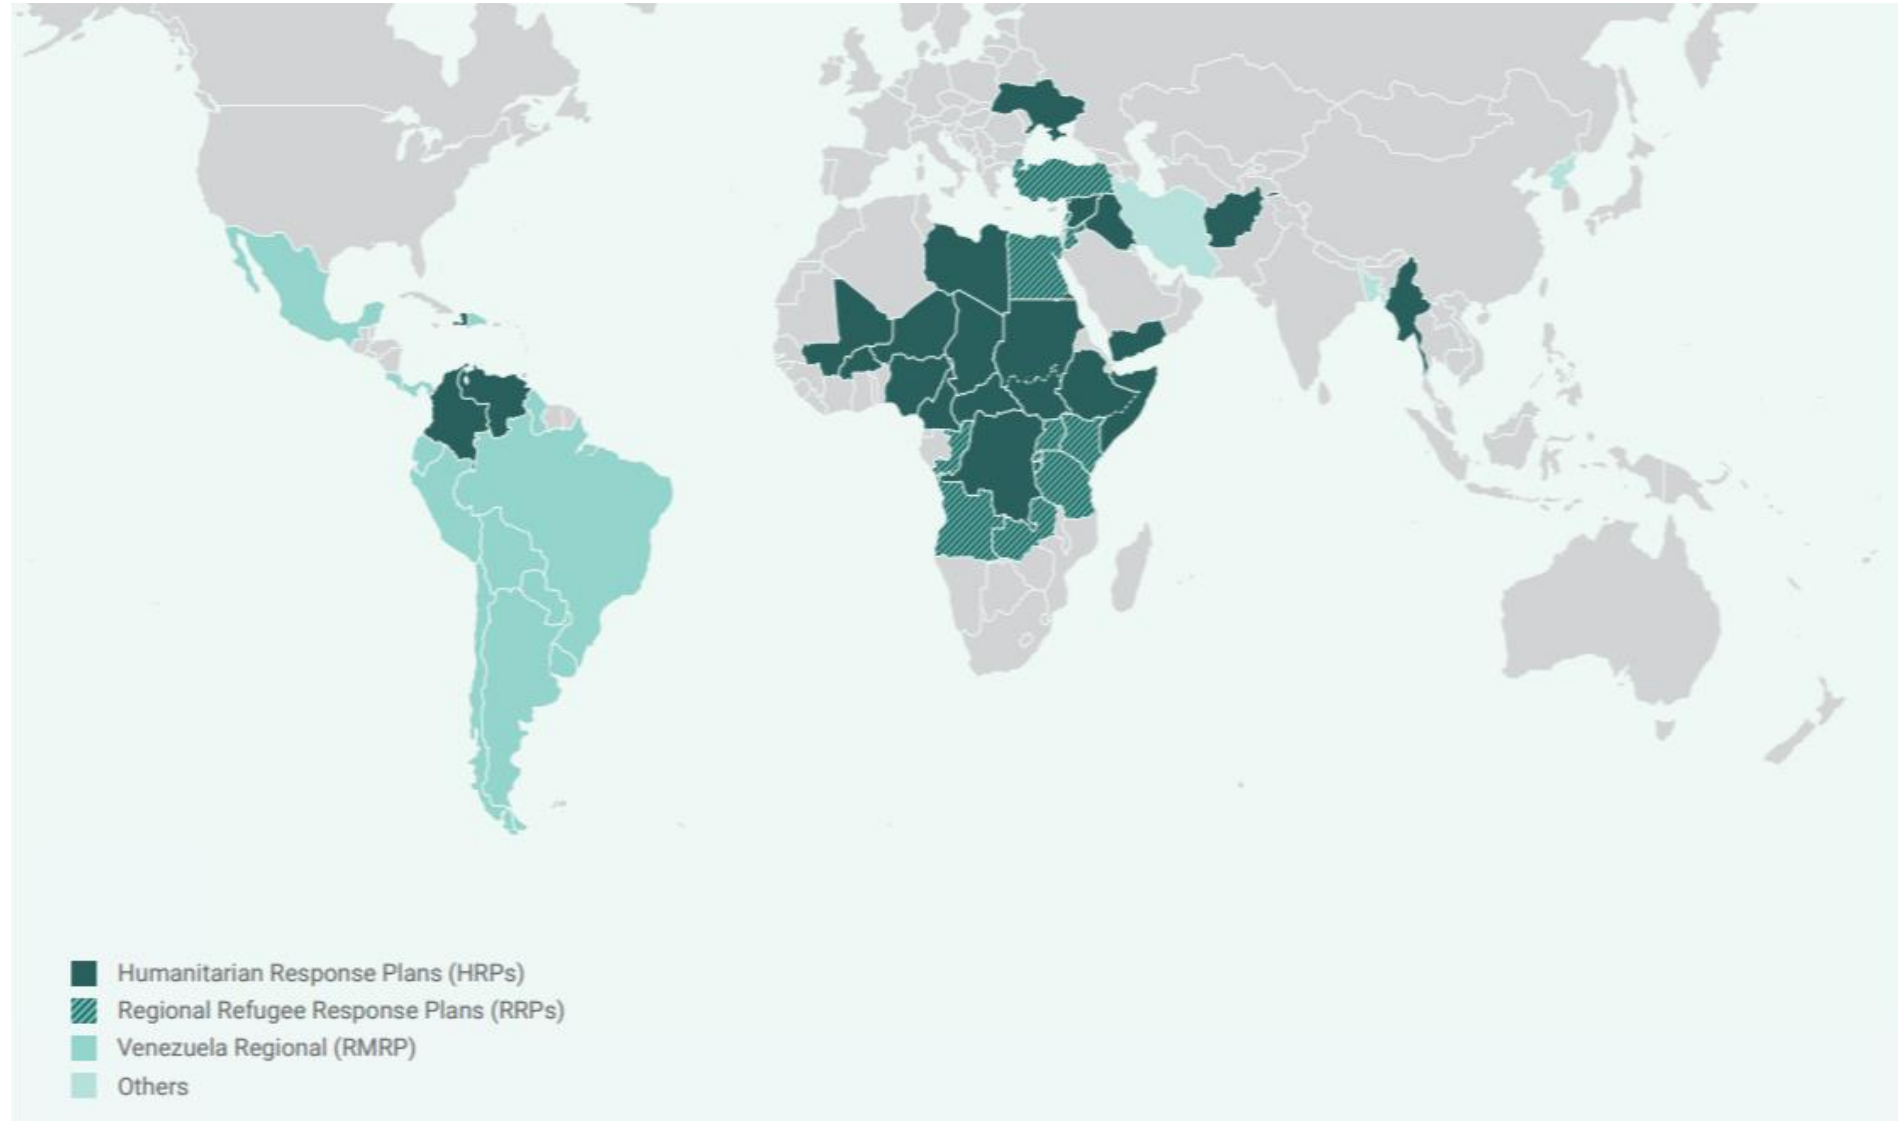 Humanitarian Response Plans (HRPs)
Regional Refugee Response Plans (RRPs)
Venezuela Regional (RMRP)
Others